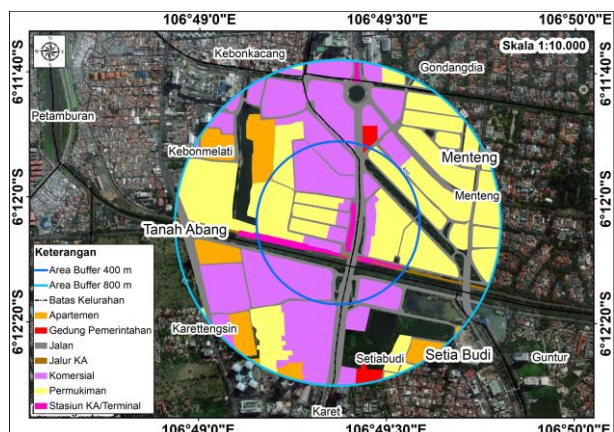 106°49'0"E
106°49'30"E
106°50'0"E
Skala 1:10.000
6°11'40"S
6°11'40"S
Kebonkacang
Gondangdia
Petamburan
Kebonmelati
Menteng
Menteng
6°12'0"S
6°12'0"S
Tanah Abang
Keterangan
Area Buffer 400 m
Area Buffer 800 m
Batas Kelurahan
Apartemen
Gedung Pemerintahan
Jalan
Jalur KA
Komersial
Permukiman
Stasiun KA/Terminal
Karettengsin
6°12'20"S
6°12'20"S
Setiabudi
Setia Budi
Guntur
Karet
106°49'0"E
106°49'30"E
106°50'0"E